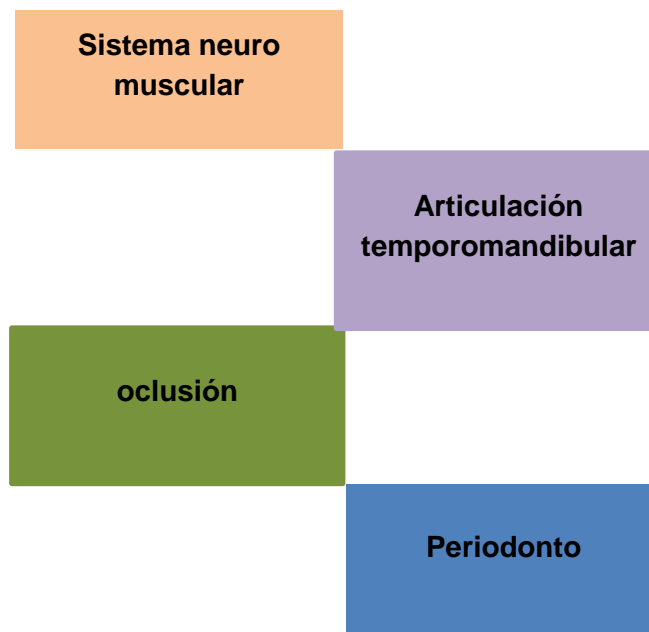 Sistema neuro
muscular
Articulación
temporomandibular
oclusión
Periodonto